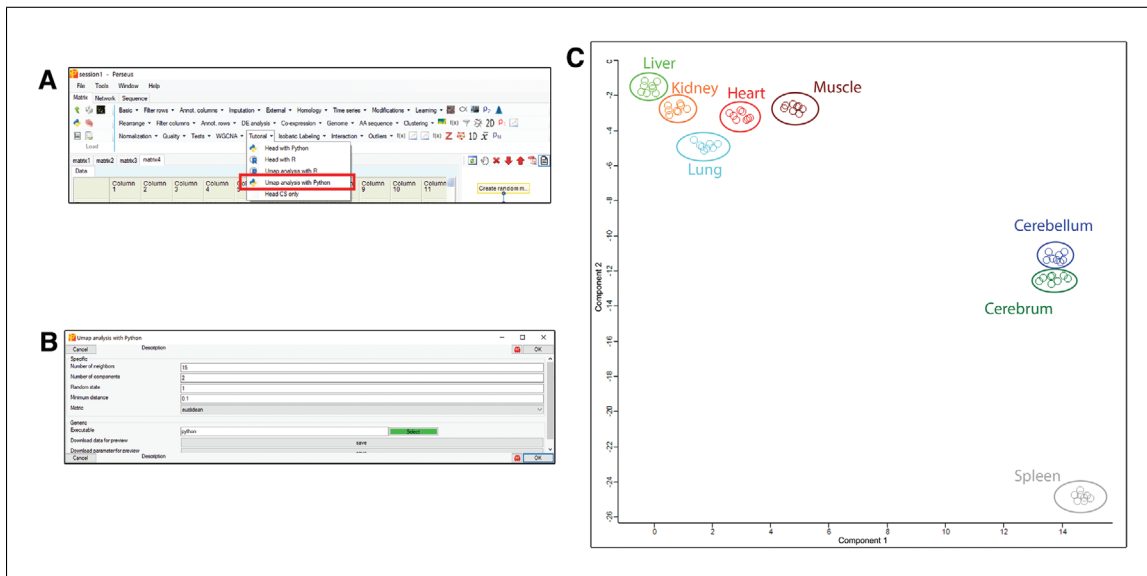 A
session1 - Perseus
File Tools Window Help
Matrix Network Sequence
Basic Filter rows Annot. columns Imputation External Homology Time series Modifications Learning
Rearrange Filter columns Annot. rows DE analysis Co-expression Genome AA sequence Clustering f(x) 2D
Load
Normalization Quality Tests WGCNA Tutorial Isobaric Labeling Interaction Outliers f(x) Z 1D
Head with Python
Head with R
Umap analysis with R
Umap analysis with Python
Head CS only
matrix1 matrix2 matrix3 matrix4
Data
Column 1 Column 2 Column 3 Column 4 Column 9 Column 10 Column 11
Create random n...
B
Umap analysis with Python
Cancel Description OK
Specific
Number of neighbors 15
Number of components 2
Random state 1
Minimum distance 0.1
Metric euclidean
Generic
Executable python Select
Download data for preview save
Download parameter for preview
Cancel Description OK
C
Liver
Kidney
Heart
Muscle
Lung
Cerebellum
Cerebrum
Spleen
Component 2
0
-2
-4
-6
-8
-10
-12
-14
-16
-18
-20
-22
-24
-26
0 2 4 6 8 10 12 14
Component 1